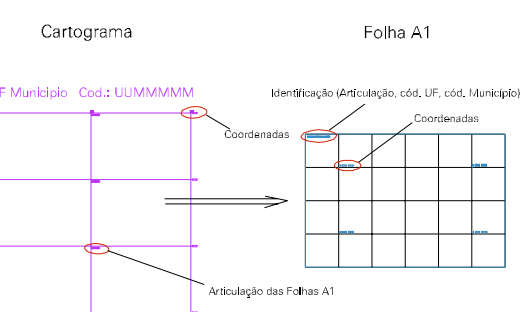 Cartograma
Folha A1
F Municipio Cod.: UUMMMMM
Identificação (Articulação, cód. UF, cód. Município)
Coordenadas
Coordenadas
Articulação das Folhas A1